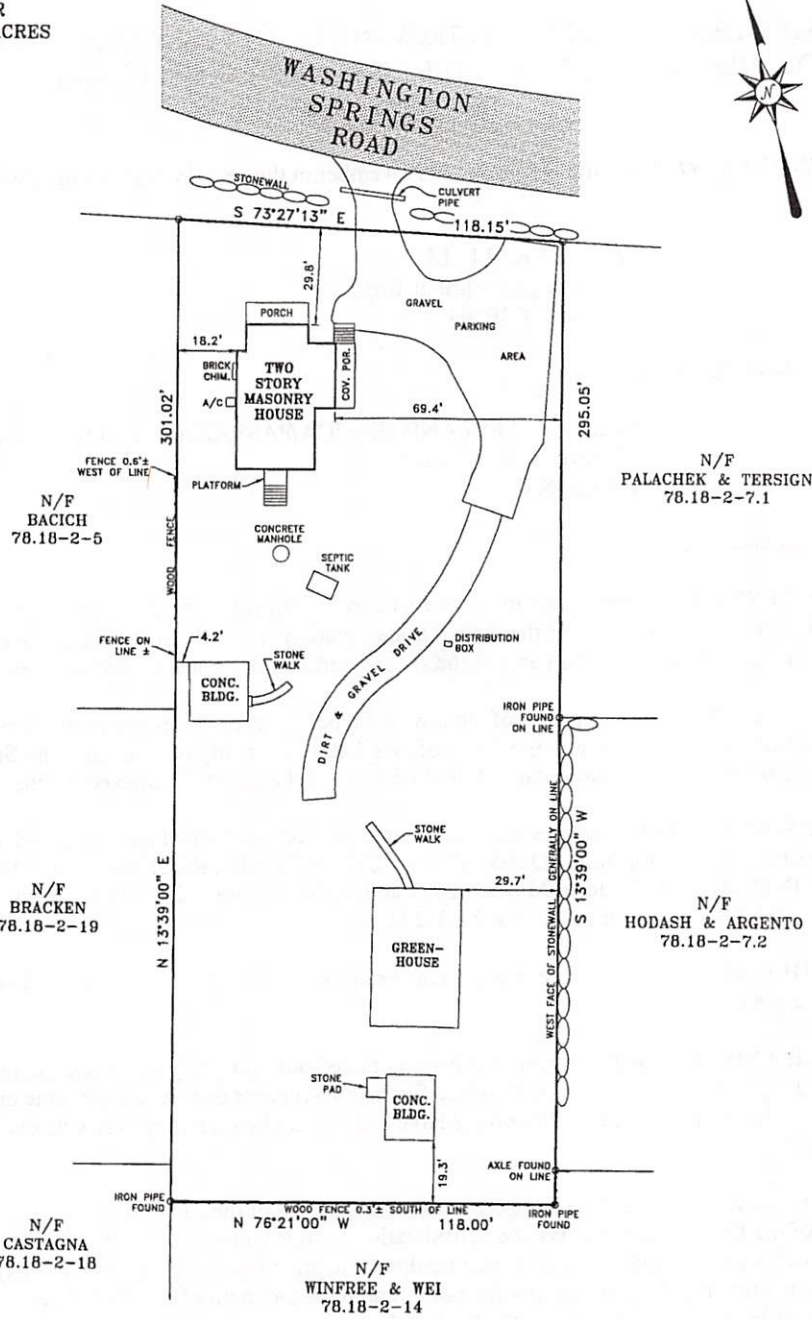 R
ACRES
WASHINGTON
SPRINGS
ROAD
N
STONEWALL
CULVERT
PIPE
S 73°27'13" E
118.15'
29.8'
GRAVEL
PARKING
AREA
PORCH
18.2'
BRICK
CHIM.
A/C
TWO
STORY
MASONRY
HOUSE
COV. POR.
69.4'
301.02'
295.05'
FENCE 0.6'±
WEST OF LINE
PLATFORM
N/F
PALACHEK & TERSIGN
78.18-2-7.1
N/F
BACICH
78.18-2-5
WOOD FENCE
CONCRETE
MANHOLE
SEPTIC
TANK
DISTRIBUTION
BOX
DIRT & GRAVEL DRIVE
FENCE ON
LINE ±
4.2'
STONE
WALK
CONC.
BLDG.
IRON PIPE
FOUND
ON LINE
STONE
WALK
29.7'
N 13°39'00" E
WEST FACE OF STONEWALL GENERALLY ON LINE
S 13°39'00" W
N/F
BRACKEN
78.18-2-19
N/F
HODASH & ARGENTO
78.18-2-7.2
GREEN-
HOUSE
STONE
PAD
CONC.
BLDG.
19.3'
AXLE FOUND
ON LINE
IRON PIPE
FOUND
WOOD FENCE 0.3'± SOUTH OF LINE
N 76°21'00" W
118.00'
IRON PIPE
FOUND
N/F
CASTAGNA
78.18-2-18
N/F
WINFREE & WEI
78.18-2-14